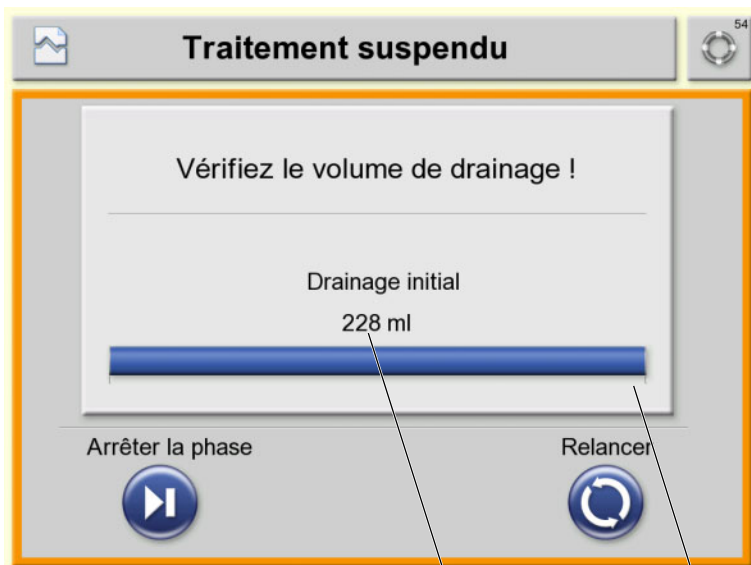 Traitement suspendu
54
Vérifiez le volume de drainage !
Drainage initial
228 ml
Arrêter la phase
Relancer